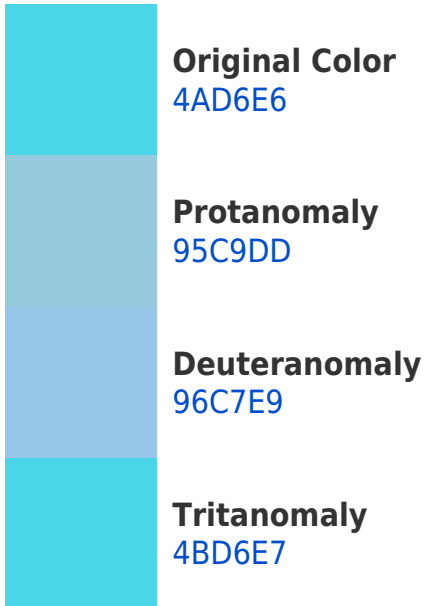 Original Color
4AD6E6
Protanomaly
95C9DD
Deuteranomaly
96C7E9
Tritanomaly
4BD6E7